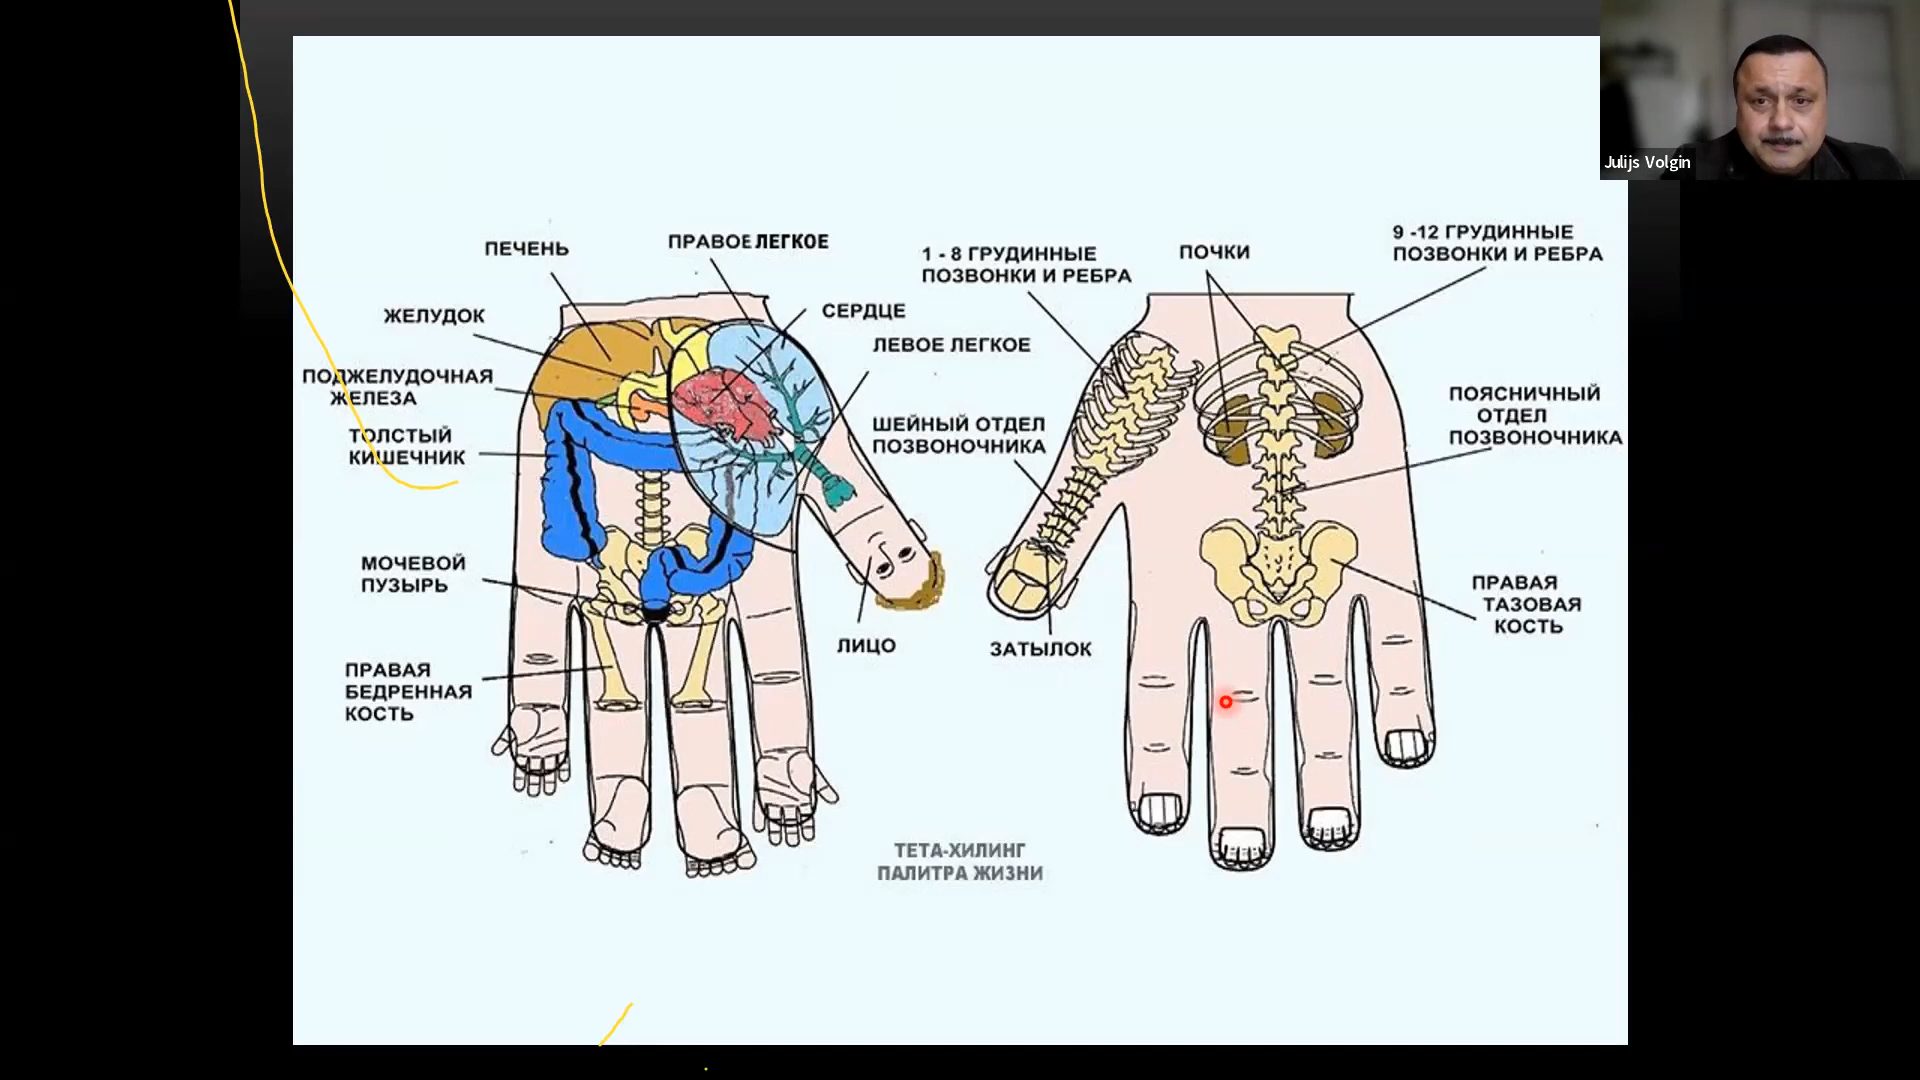 Julijs Volgin
ПЕЧЕНЬ
ПРАВОЕ ЛЕГКОЕ
ЖЕЛУДОК
СЕРДЦЕ
ЛЕВОЕ ЛЕГКОЕ
ПОДЖЕЛУДОЧНАЯ
ЖЕЛЕЗА
ТОЛСТЫЙ
КИШЕЧНИК
МОЧЕВОЙ
ПУЗЫРЬ
ПРАВАЯ
БЕДРЕННАЯ
КОСТЬ
ЛИЦО
1 - 8 ГРУДИННЫЕ
ПОЗВОНКИ И РЕБРА
ПОЧКИ
9 -12 ГРУДИННЫЕ
ПОЗВОНКИ И РЕБРА
ШЕЙНЫЙ ОТДЕЛ
ПОЗВОНОЧНИКА
ПОЯСНИЧНЫЙ
ОТДЕЛ
ПОЗВОНОЧНИКА
ПРАВАЯ
ТАЗОВАЯ
КОСТЬ
ЗАТЫЛОК
ТЕТА-ХИЛИНГ
ПАЛИТРА ЖИЗНИ